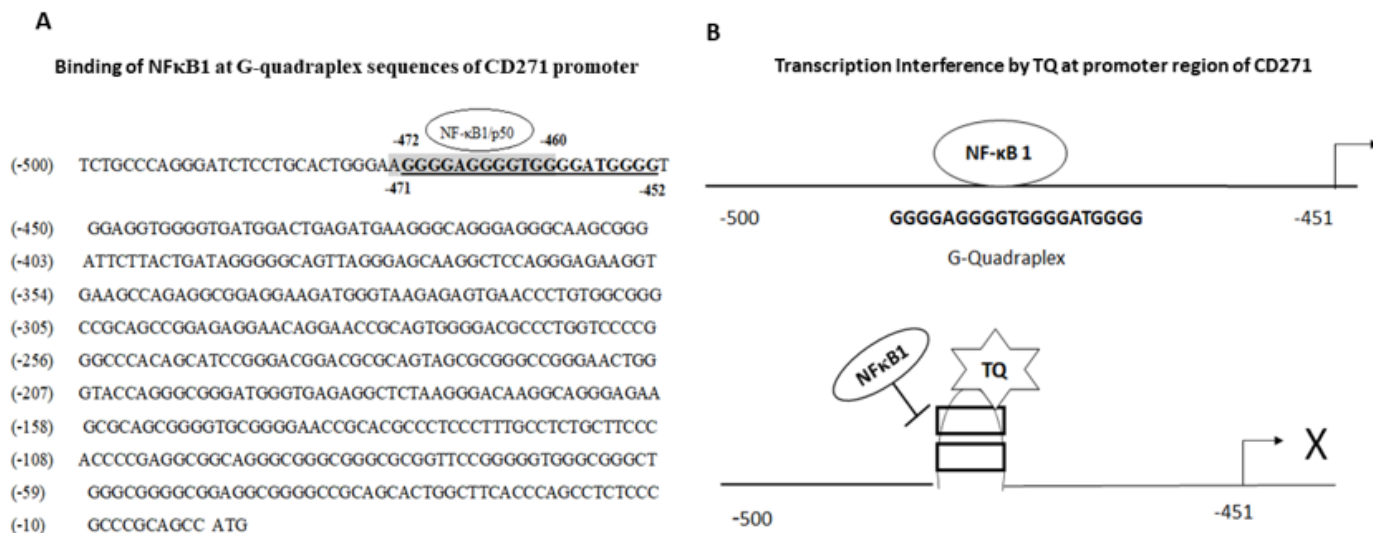 A
Binding of NFκB1 at G-quadraplex sequences of CD271 promoter
NF-κB1/p50
-472 -460
(-500) TCTGCCCAGGGATCTCCTGCACTGGGAAGGGGAGGGGTGGGGATGGGGT
-471 -452
(-450) GGAGGTGGGGTGATGGACTGAGATGAAGGGCAGGGAGGGCAAGCGGG
(-403) ATTCTTACTGATAGGGGGCAGTTAGGGAGCAAGGCTCCAGGGAGAAGGT
(-354) GAAGCCAGAGGCGGAGGAAGATGGGTAAGAGAGTGAACCCTGTGGCGGG
(-305) CCGCAGCCGGAGAGGAACAGGAACCGCAGTGGGGACGCCCTGGTCCCCG
(-256) GGCCCACAGCATCCGGGACGGACGCGCAGTAGCGCGGGCCGGGAACTGG
(-207) GTACCAGGGCGGGATGGGTGAGAGGCTCTAAGGGACAAGGCAGGGAGAA
(-158) GCGCAGCGGGGTGCGGGGAACCGCACGCCCTCCCTTTGCCTCTGCTTCCC
(-108) ACCCCGAGGCGGCAGGGCGGGCGGGCGCGGTTCCGGGGGTGGGCGGGCT
(-59) GGGCGGGGCGGAGGCGGGGCCGCAGCACTGGCTTCACCCAGCCTCTCCC
(-10) GCCCGCAGCC ATG
B
Transcription Interference by TQ at promoter region of CD271
NF-κB 1
-500 GGGGAGGGGTGGGGATGGGG -451
G-Quadraplex
NFκB1
TQ
X
-500 -451